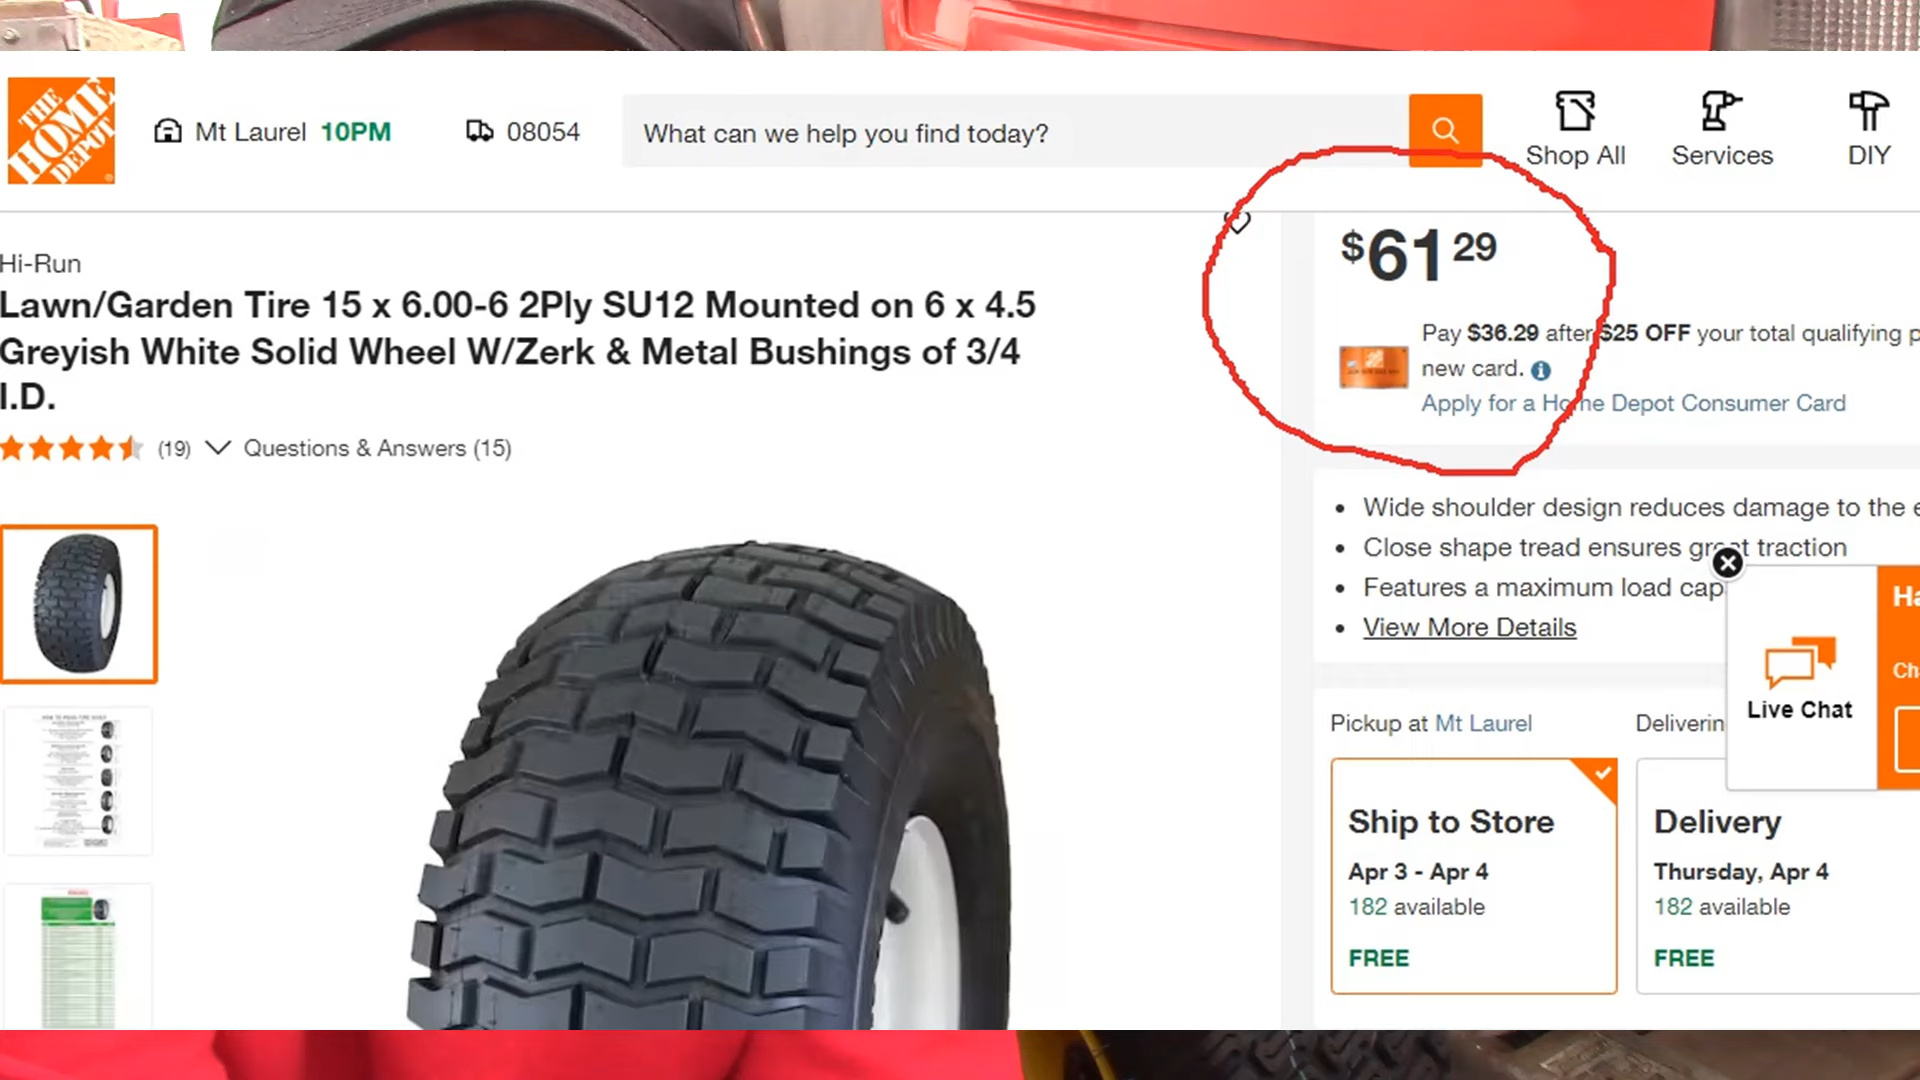 THE HOME DEPOT
Mt Laurel 10PM
08054
What can we help you find today?
Shop All
Services
DIY
Hi-Run
Lawn/Garden Tire 15 x 6.00-6 2Ply SU12 Mounted on 6 x 4.5
Greyish White Solid Wheel W/Zerk & Metal Bushings of 3/4
I.D.
(19)
Questions & Answers (15)
$61 29
Pay $36.29 after $25 OFF your total qualifying p
new card.
Apply for a Home Depot Consumer Card
Wide shoulder design reduces damage to the e
Close shape tread ensures great traction
Features a maximum load cap
View More Details
Live Chat
Ha
Cha
Pickup at Mt Laurel
Deliverin
Ship to Store
Apr 3 - Apr 4
182 available
FREE
Delivery
Thursday, Apr 4
182 available
FREE